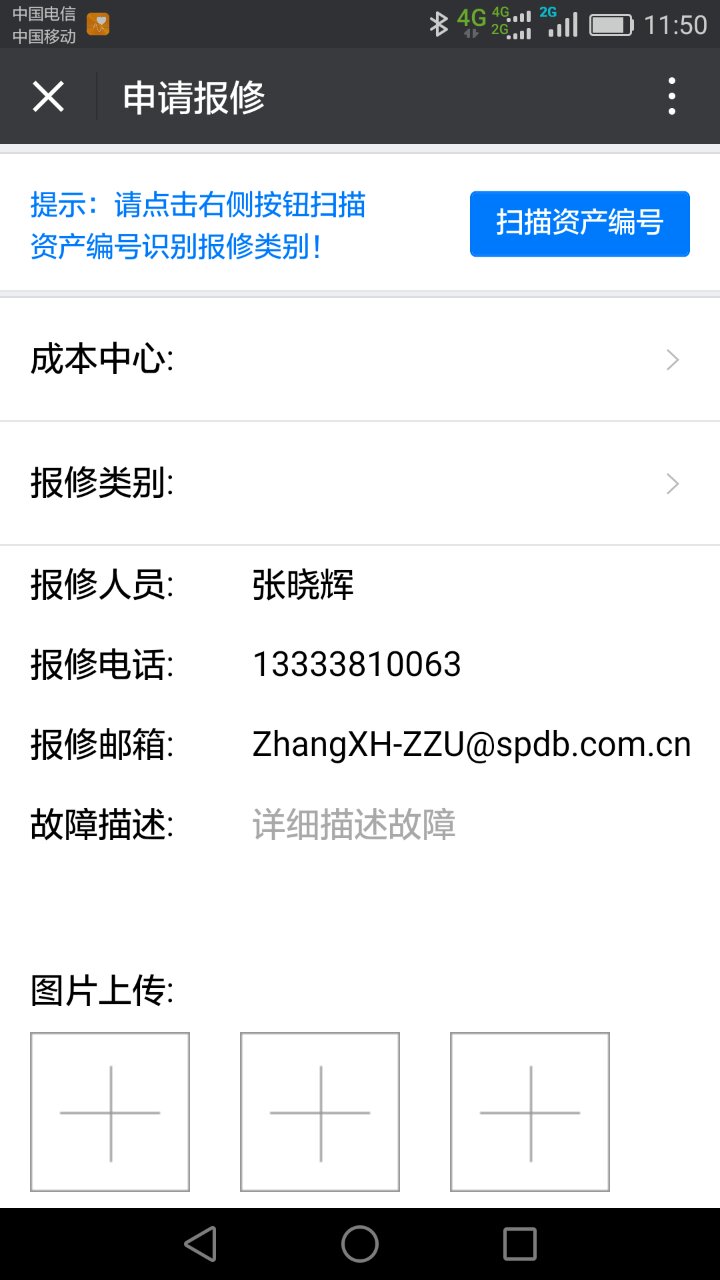 中国电信
中国移动
4G 4G 2G 2G 11:50
申请报修
提示：请点击右侧按钮扫描
资产编号识别报修类别！
扫描资产编号
成本中心:
报修类别:
报修人员: 张晓辉
报修电话: 13333810063
报修邮箱: ZhangXH-ZZU@spdb.com.cn
故障描述: 详细描述故障
图片上传: